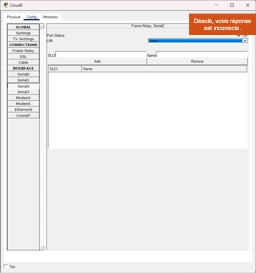 Cloud0
Physical Config Attributes
GLOBAL
Settings
TV Settings
CONNECTIONS
Frame Relay
DSL
Cable
INTERFACE
Serial0
Serial1
Serial2
Serial3
Modem4
Modem5
Ethernet6
Coaxial7
Frame Relay: Serial2
Port Status
LMI
DLCI Name
Add Remove
DLCI Name
Désolé, votre réponse
est incorrecte.
Top